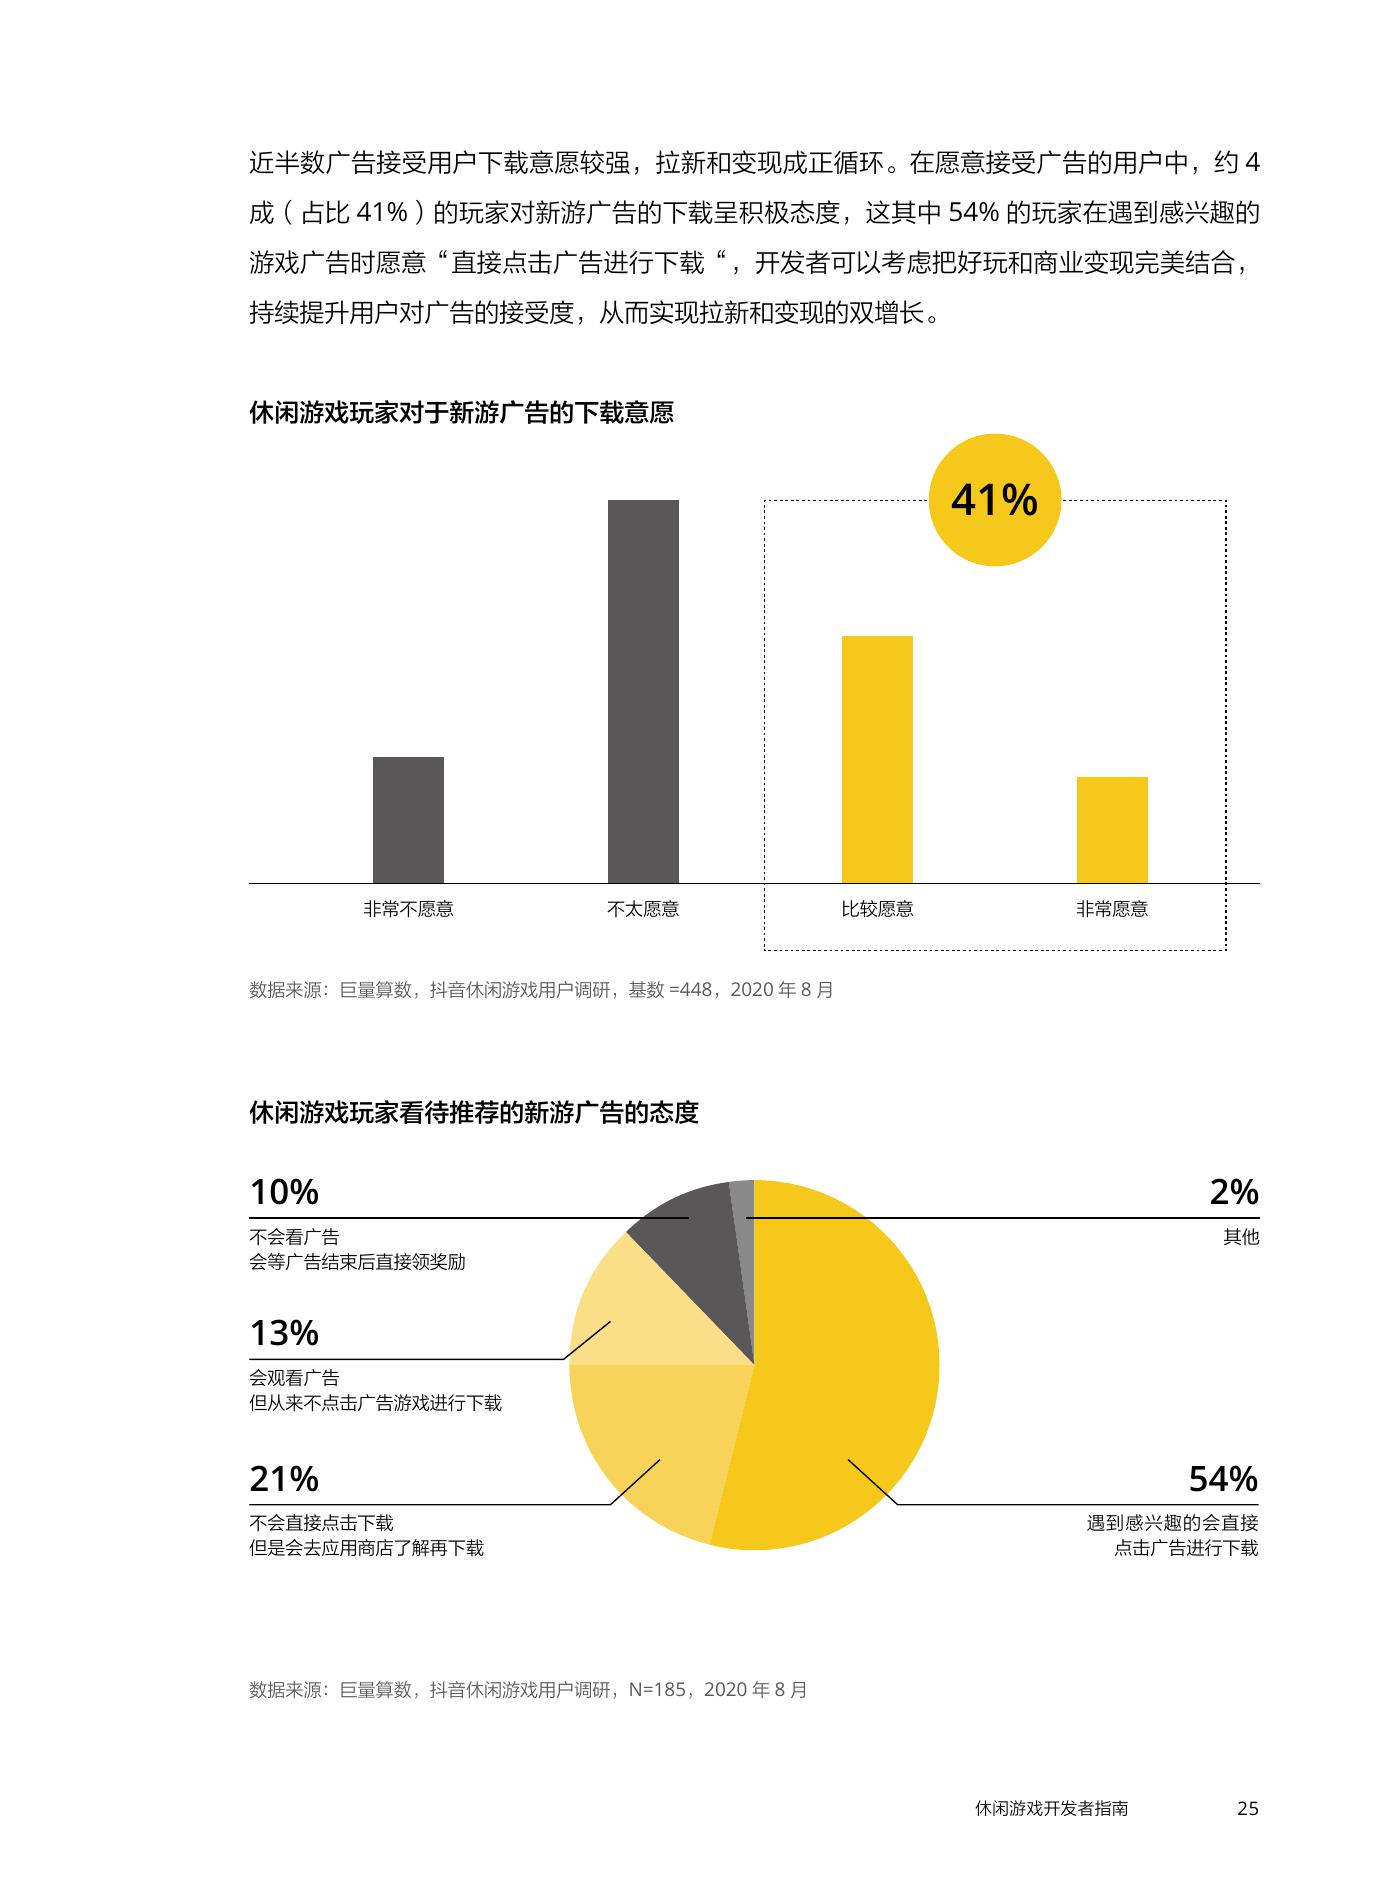 近半数广告接受用户下载意愿较强，拉新和变现成正循环。在愿意接受广告的用户中，约 4
成（占比 41%）的玩家对新游广告的下载呈积极态度，这其中 54% 的玩家在遇到感兴趣的
游戏广告时愿意 “直接点击广告进行下载 “，开发者可以考虑把好玩和商业变现完美结合，
持续提升用户对广告的接受度，从而实现拉新和变现的双增长。
休闲游戏玩家对于新游广告的下载意愿
41%
非常不愿意
不太愿意
比较愿意
非常愿意
数据来源：巨量算数，抖音休闲游戏用户调研，基数 =448，2020 年 8 月
休闲游戏玩家看待推荐的新游广告的态度
10%
不会看广告
会等广告结束后直接领奖励
2%
其他
13%
会观看广告
但从来不点击广告游戏进行下载
21%
不会直接点击下载
但是会去应用商店了解再下载
54%
遇到感兴趣的会直接
点击广告进行下载
数据来源：巨量算数，抖音休闲游戏用户调研，N=185，2020 年 8 月
休闲游戏开发者指南
25